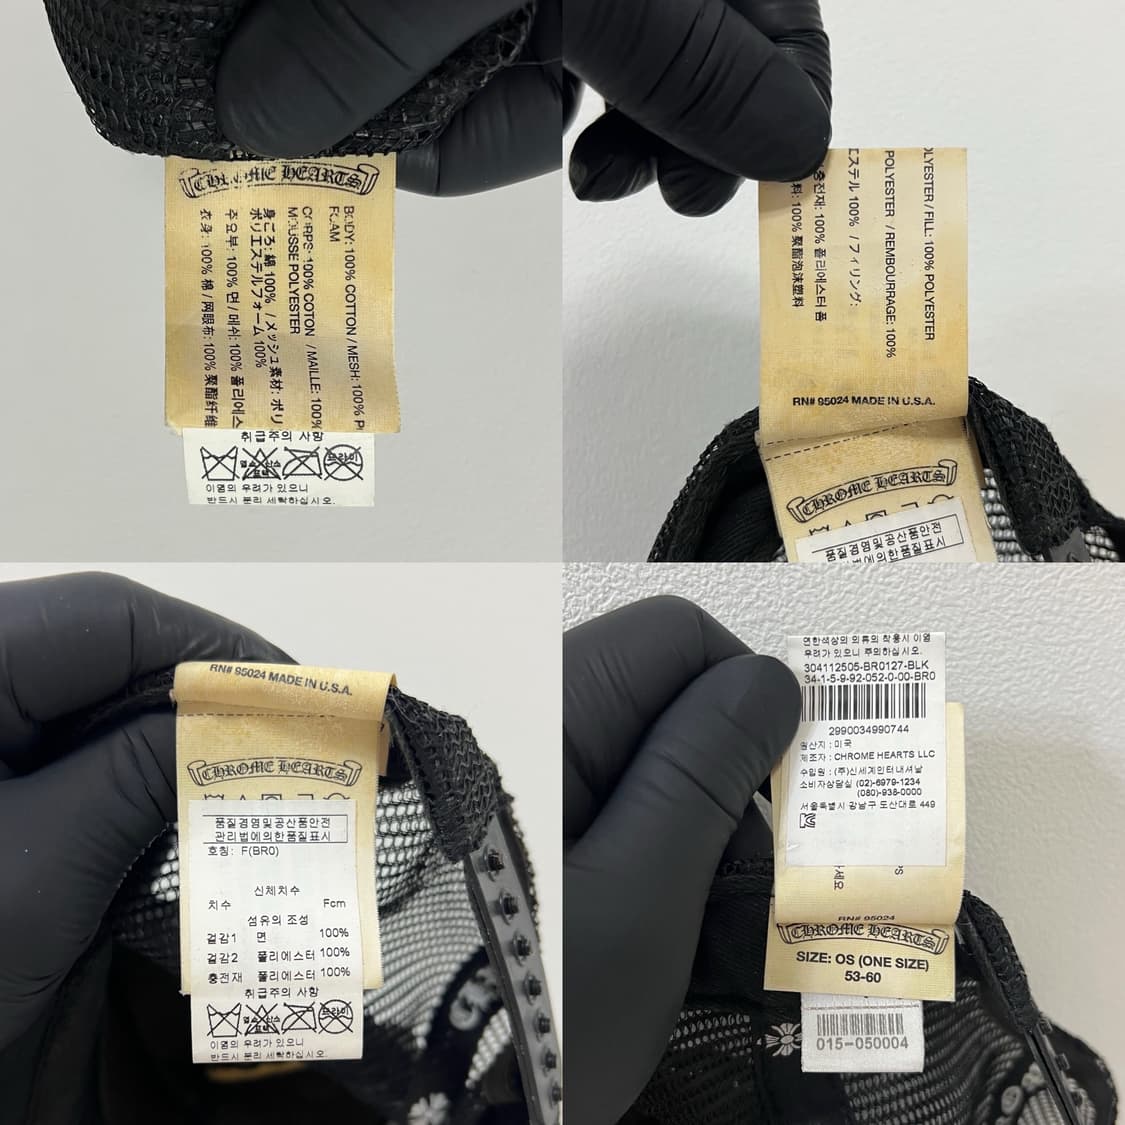 CHROME HEARTS
BODY: 100% COTTON / MESH: 100% P
FOAM
CORPS: 100% COTON / MAILLE: 100%
MOUSSE POLYESTER
身ごろ: 綿 100% / メッシュ素材: ポリ
ポリエステルフォーム 100%
주요부: 100% 면 / 메쉬: 100% 폴리에스
衣身: 100% 棉 / 网眼布: 100% 聚酯纤维
취급주의 사항
드라이
이염의 우려가 있으니
반드시 분리 세탁하십시오.
OLYESTER / FILL: 100% POLYESTER
POLYESTER / REMBOURRAGE: 100%
エステル 100% / フィリング:
충전재: 100% 폴리에스터 폼
料: 100% 聚酯泡沫塑料
RN# 95024 MADE IN U.S.A.
CHROME HEARTS
품질경영및공산품안전
관리법에의한품질표시
RN# 95024 MADE IN U.S.A.
CHROME HEARTS
품질경영및공산품안전
관리법에의한품질표시
호칭: F(BR0)
신체치수
치수 Fcm
섬유의 조성
겉감1 면 100%
겉감2 폴리에스터 100%
충전재 폴리에스터 100%
취급주의 사항
드라이
이염의 우려가 있으니
반드시 분리 세탁하십시오.
연한색상의 의류의 착용시 이염
우려가 있으니 주의하십시오.
304112505-BR0127-BLK
34-1-5-9-92-052-0-00-BR0
2990034990744
원산지 : 미국
제조자 : CHROME HEARTS LLC
수입원 : (주)신세계인터내셔날
소비자상담실 (02)-6979-1234
(080)-938-0000
서울특별시 강남구 도산대로 449
세요
RN# 95024
CHROME HEARTS
SIZE: OS (ONE SIZE)
53-60
015-050004